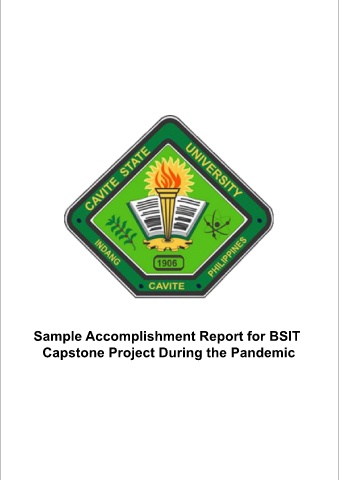 CAVITE STATE UNIVERSITY
INDANG
PHILIPPINES
1906
CAVITE
Sample Accomplishment Report for BSIT
Capstone Project During the Pandemic